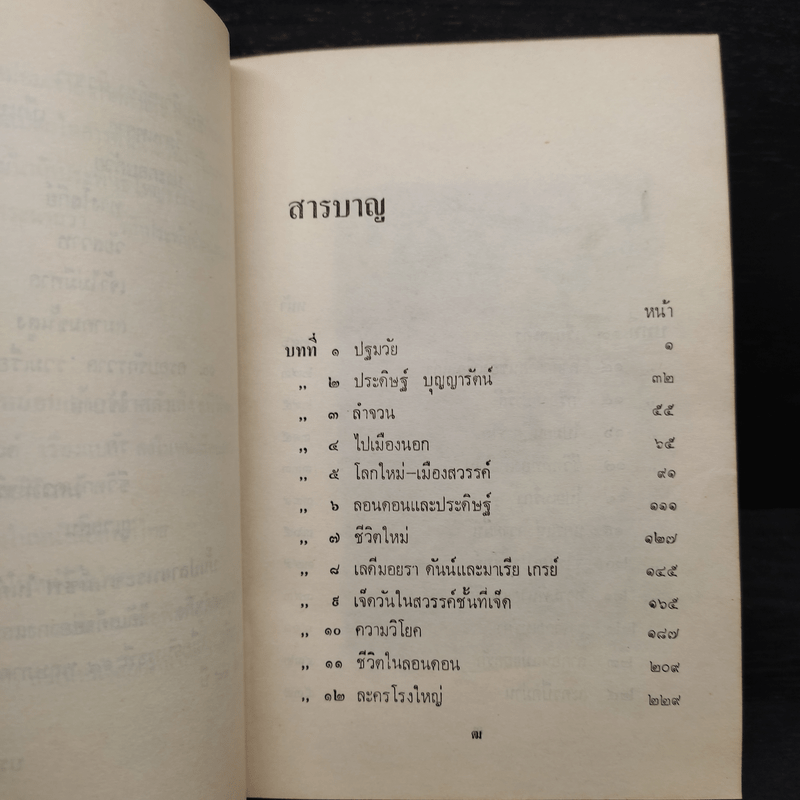 สารบาญ
หน้า
บทที่ ๑ ปฐมวัย ๑
,, ๒ ประดิษฐ์ บุญญารัตน์ ๓๒
,, ๓ ลำจวน ๕๕
,, ๔ ไปเมืองนอก ๖๕
,, ๕ โลกใหม่–เมืองสวรรค์ ๙๑
,, ๖ ลอนดอนและประดิษฐ์ ๑๑๑
,, ๗ ชีวิตใหม่ ๑๒๗
,, ๘ เลดีมอยรา ดันน์และมาเรีย เกรย์ ๑๔๕
,, ๙ เจ็ดวันในสวรรค์ชั้นที่เจ็ด ๑๖๕
,, ๑๐ ความวิโยค ๑๘๗
,, ๑๑ ชีวิตในลอนดอน ๒๐๙
,, ๑๒ ละครโรงใหญ่ ๒๒๙